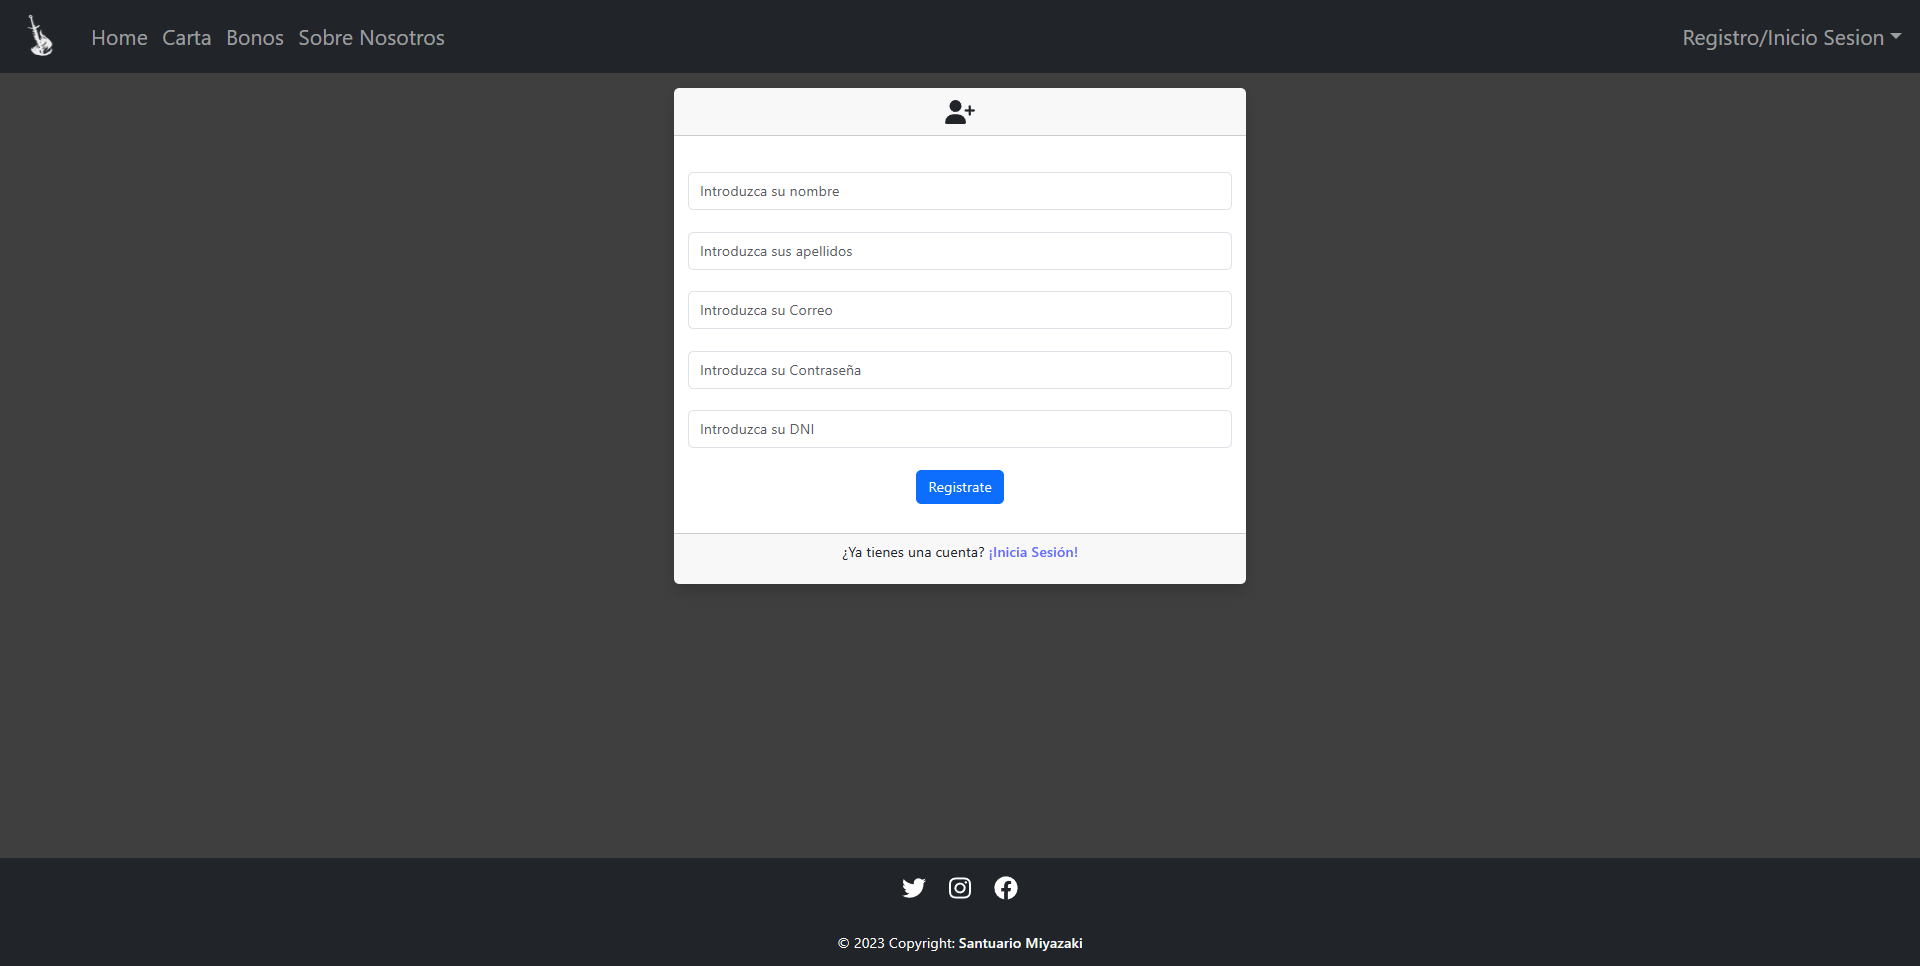 Home Carta Bonos Sobre Nosotros Registro/Inicio Sesion
Introduzca su nombre
Introduzca sus apellidos
Introduzca su Correo
Introduzca su Contraseña
Introduzca su DNI
Registrate
¿Ya tienes una cuenta? ¡Inicia Sesión!
© 2023 Copyright: Santuario Miyazaki